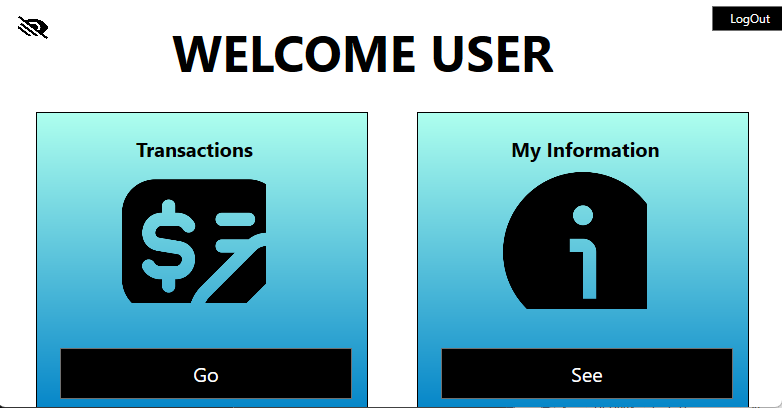 LogOut
WELCOME USER
Transactions
My Information
Go
See